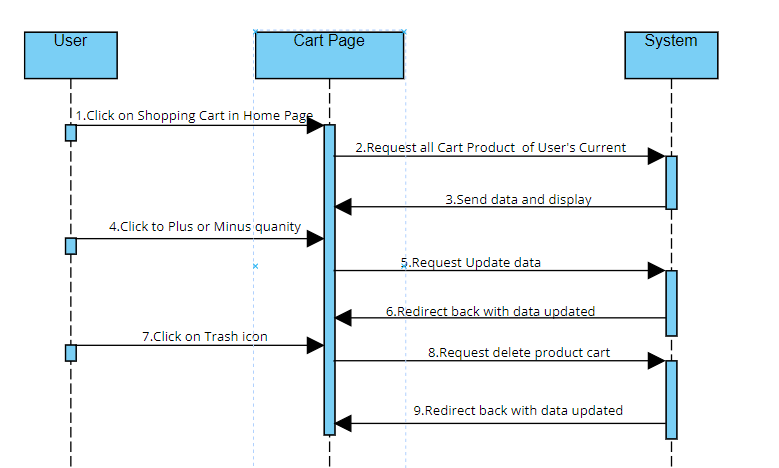 User
Cart Page
System
1.Click on Shopping Cart in Home Page
2.Request all Cart Product  of User's Current
3.Send data and display
4.Click to Plus or Minus quanity
5.Request Update data
6.Redirect back with data updated
7.Click on Trash icon
8.Request delete product cart
9.Redirect back with data updated